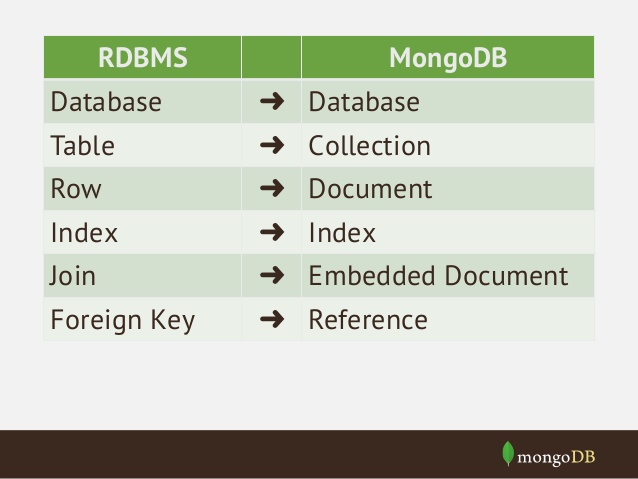 RDBMS MongoDB
Database ➜ Database
Table ➜ Collection
Row ➜ Document
Index ➜ Index
Join ➜ Embedded Document
Foreign Key ➜ Reference
mongoDB